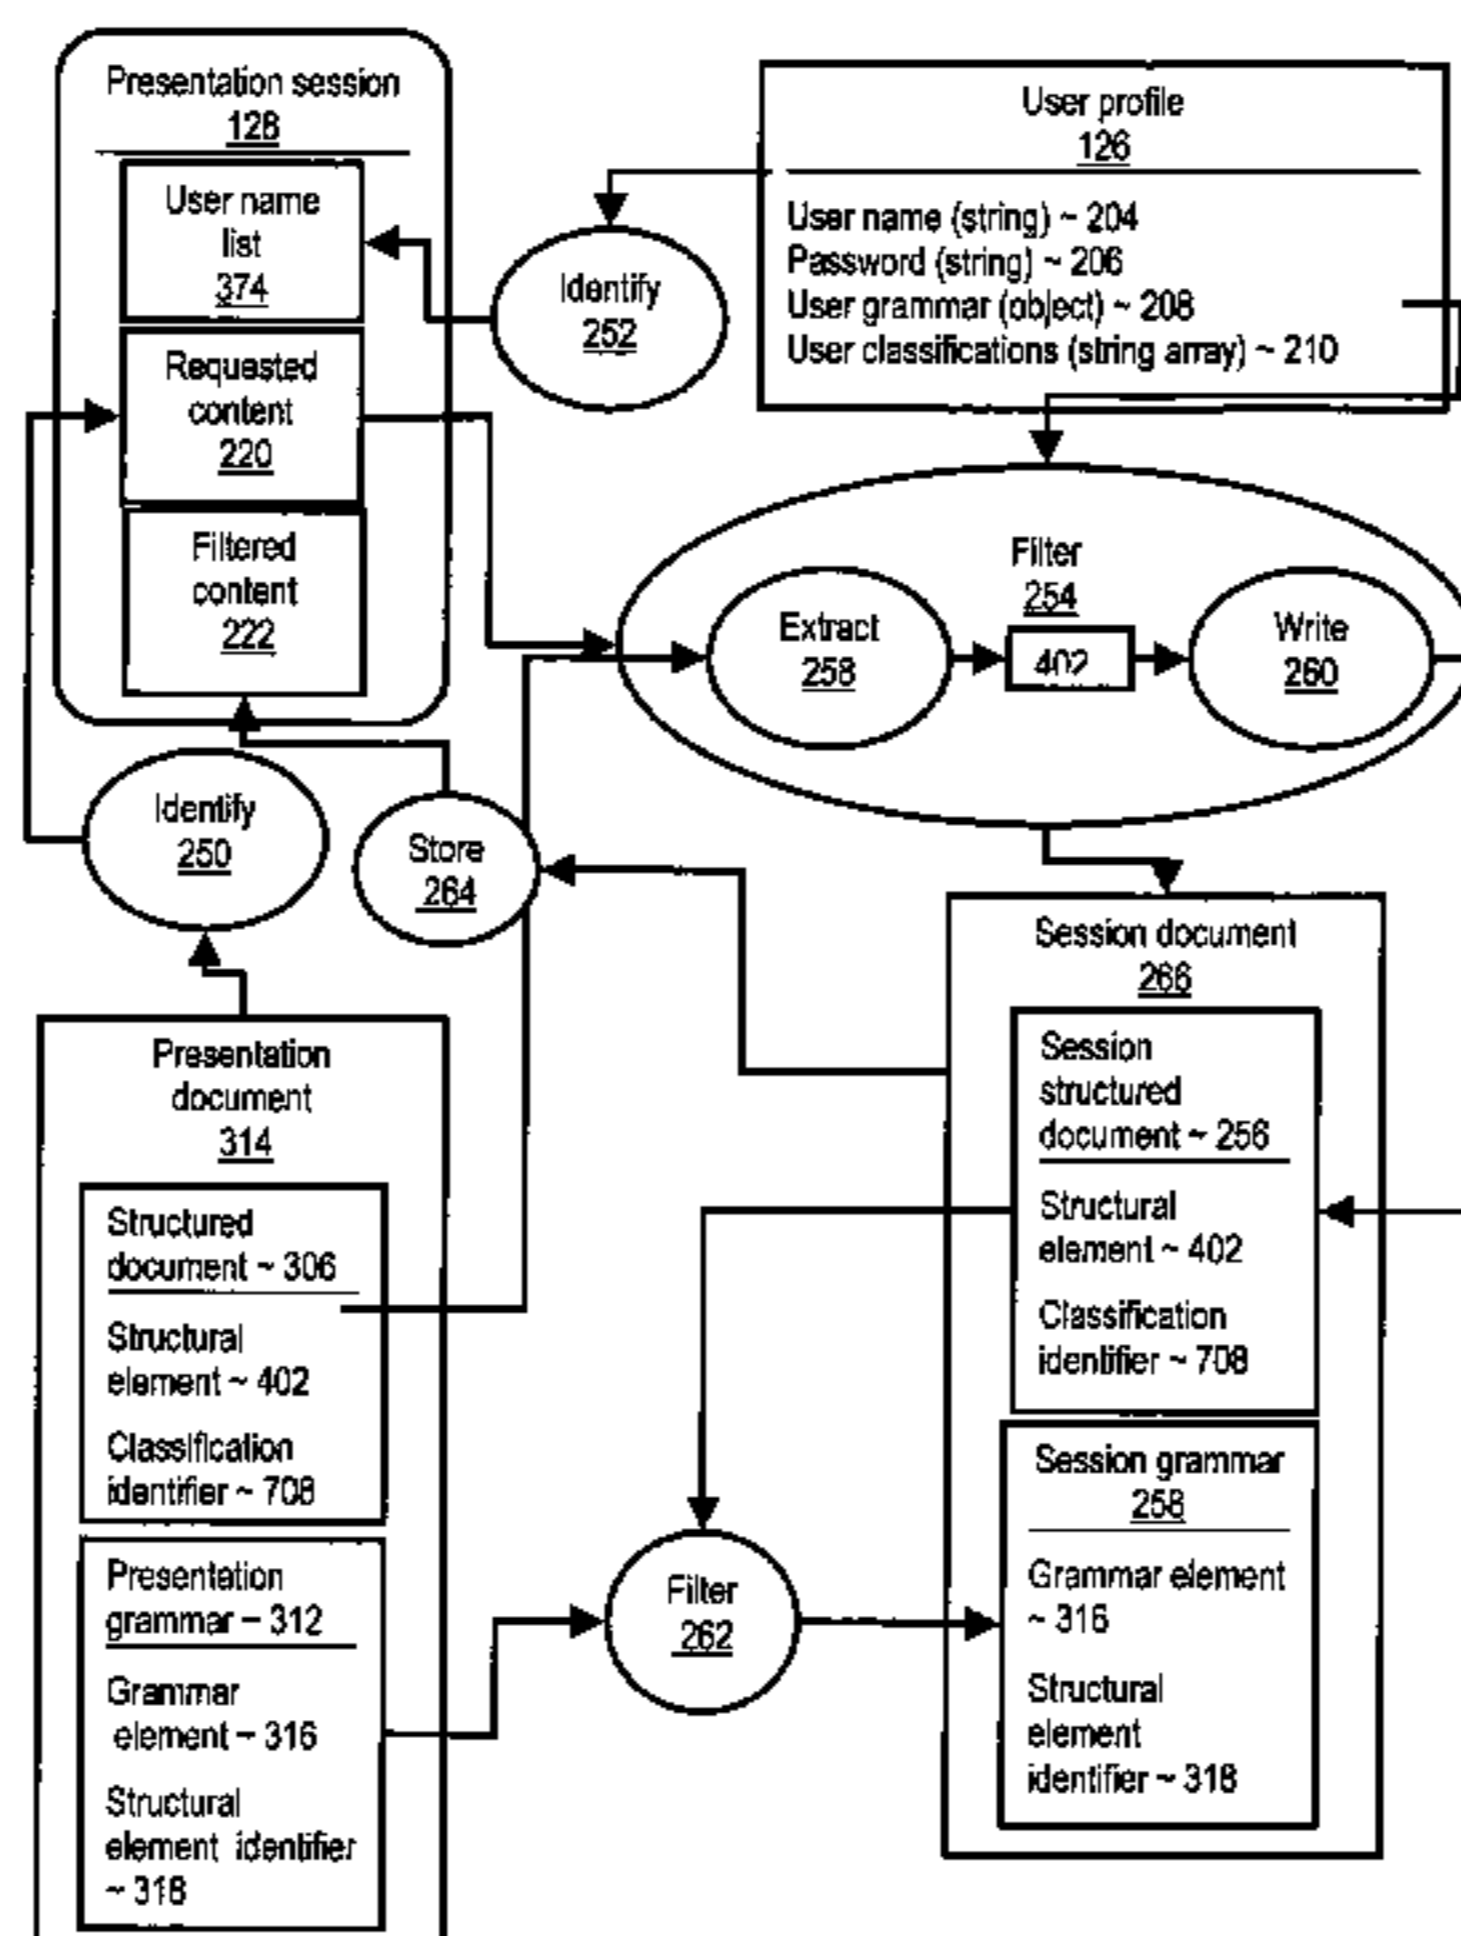 Presentation session
128
User name
list
374
Requested
content
220
Filtered
content
222
User profile
126
User name (string) ~ 204
Password (string) ~ 206
User grammar (object) ~ 208
User classifications (string array) ~ 210
Identify
252
Filter
254
Extract
258
402
Write
260
Identify
250
Store
264
Session document
266
Session
structured
document ~ 256
Structural
element ~ 402
Classification
identifier ~ 708
Session grammar
258
Grammar element
~ 316
Structural
element
identifier ~ 318
Presentation
document
314
Structured
document ~ 306
Structural
element ~ 402
Classification
identifier ~ 708
Presentation
grammar ~ 312
Grammar
element ~ 316
Structural
element identifier
~ 318
Filter
262